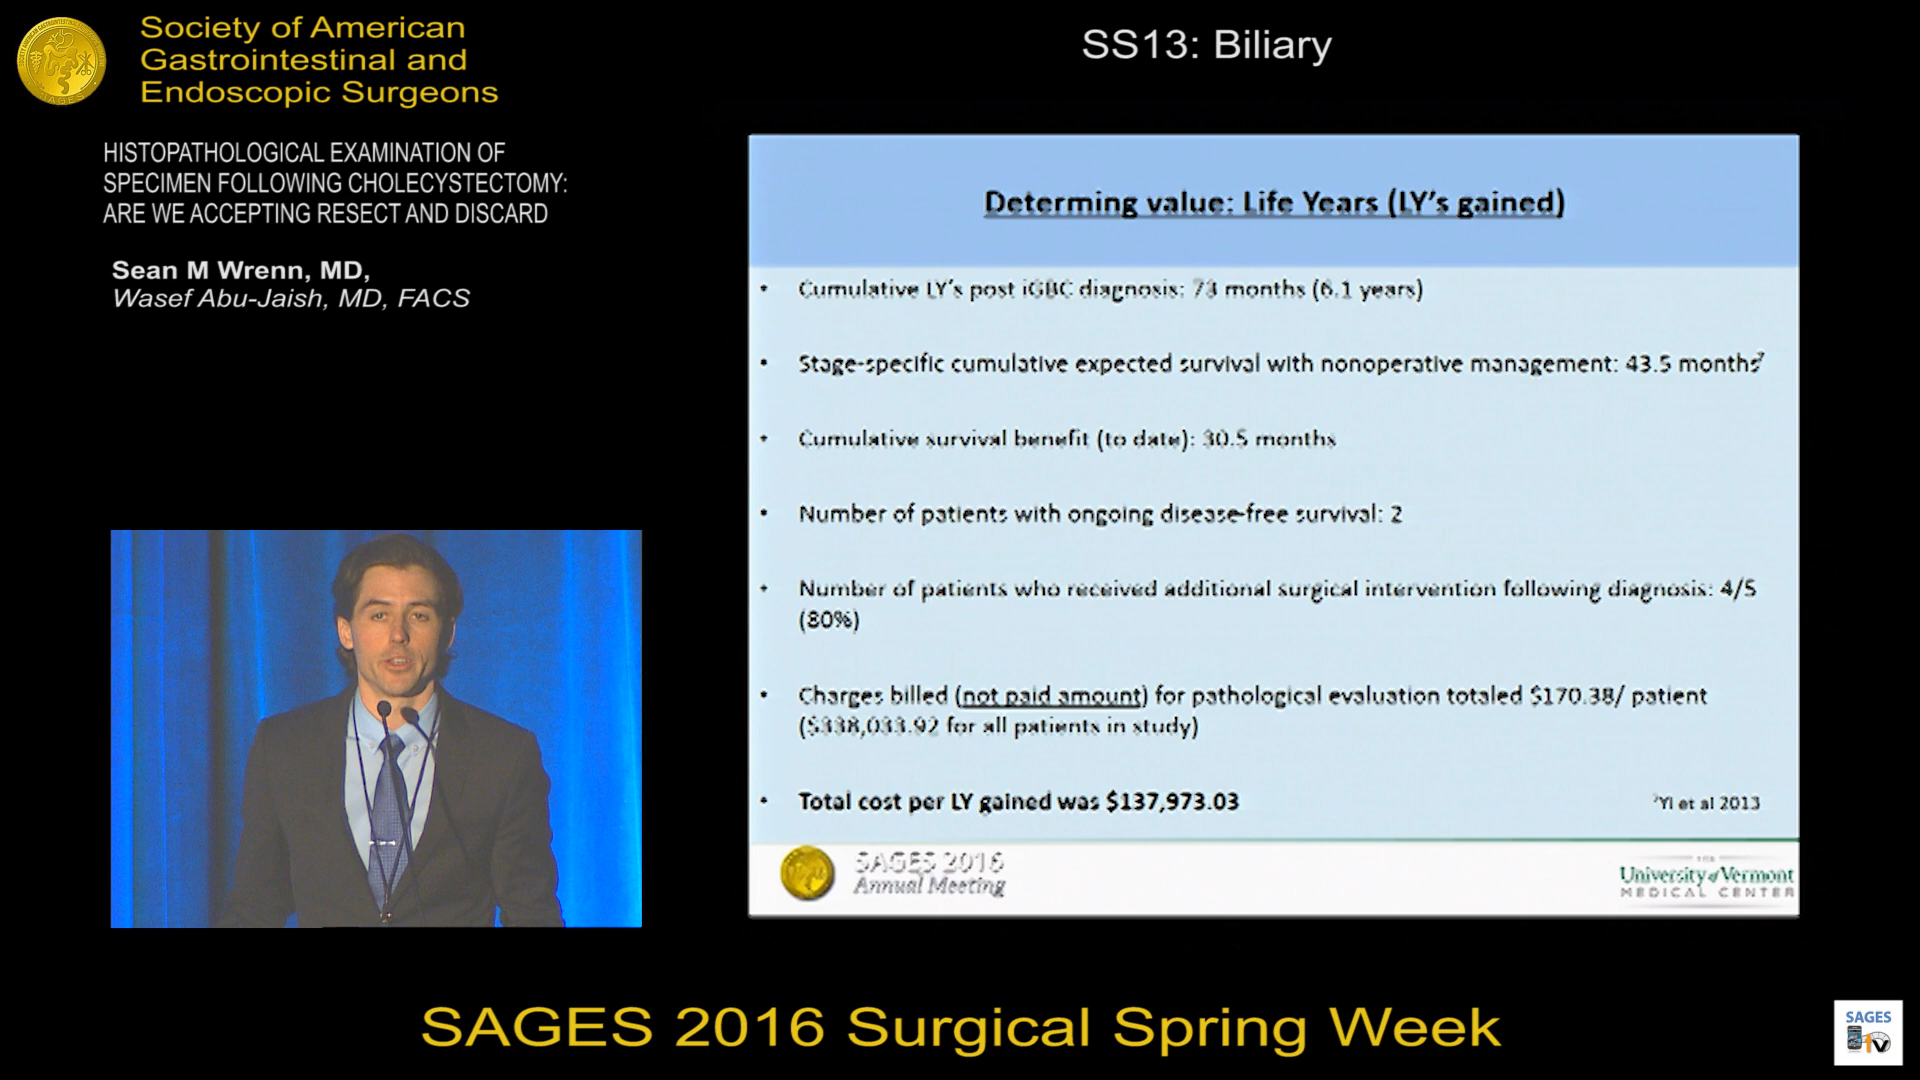 Society of American
Gastrointestinal and
Endoscopic Surgeons
SS13: Biliary
HISTOPATHOLOGICAL EXAMINATION OF
SPECIMEN FOLLOWING CHOLECYSTECTOMY:
ARE WE ACCEPTING RESECT AND DISCARD
Sean M Wrenn, MD,
Wasef Abu-Jaish, MD, FACS
Determing value: Life Years (LY's gained)
• Cumulative LY's post iGBC diagnosis: 73 months (6.1 years)
• Stage-specific cumulative expected survival with nonoperative management: 43.5 months7
• Cumulative survival benefit (to date): 30.5 months
• Number of patients with ongoing disease-free survival: 2
• Number of patients who received additional surgical intervention following diagnosis: 4/5
(80%)
• Charges billed (not paid amount) for pathological evaluation totaled $170.38/ patient
($338,033.92 for all patients in study)
• Total cost per LY gained was $137,973.03
7Yi et al 2013
SAGES 2016
Annual Meeting
THE
University of Vermont
MEDICAL CENTER
SAGES 2016 Surgical Spring Week
SAGES
TV